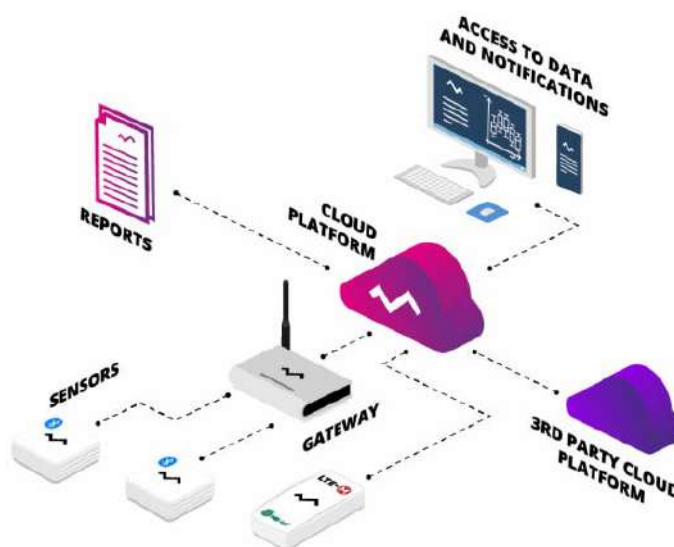 ACCESS TO DATA
AND NOTIFICATIONS
REPORTS
CLOUD
PLATFORM
SENSORS
GATEWAY
3RD PARTY CLOUD
PLATFORM
LTE-M